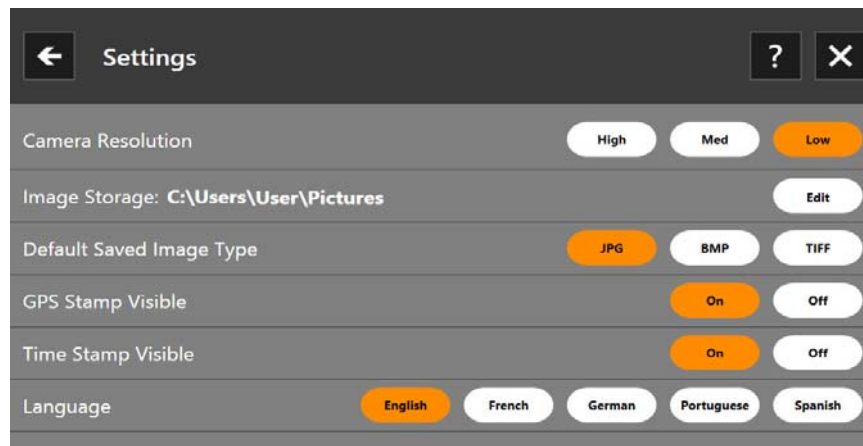 Settings ?
Camera Resolution High Med Low
Image Storage: C:\Users\User\Pictures Edit
Default Saved Image Type JPG BMP TIFF
GPS Stamp Visible On Off
Time Stamp Visible On Off
Language English French German Portuguese Spanish